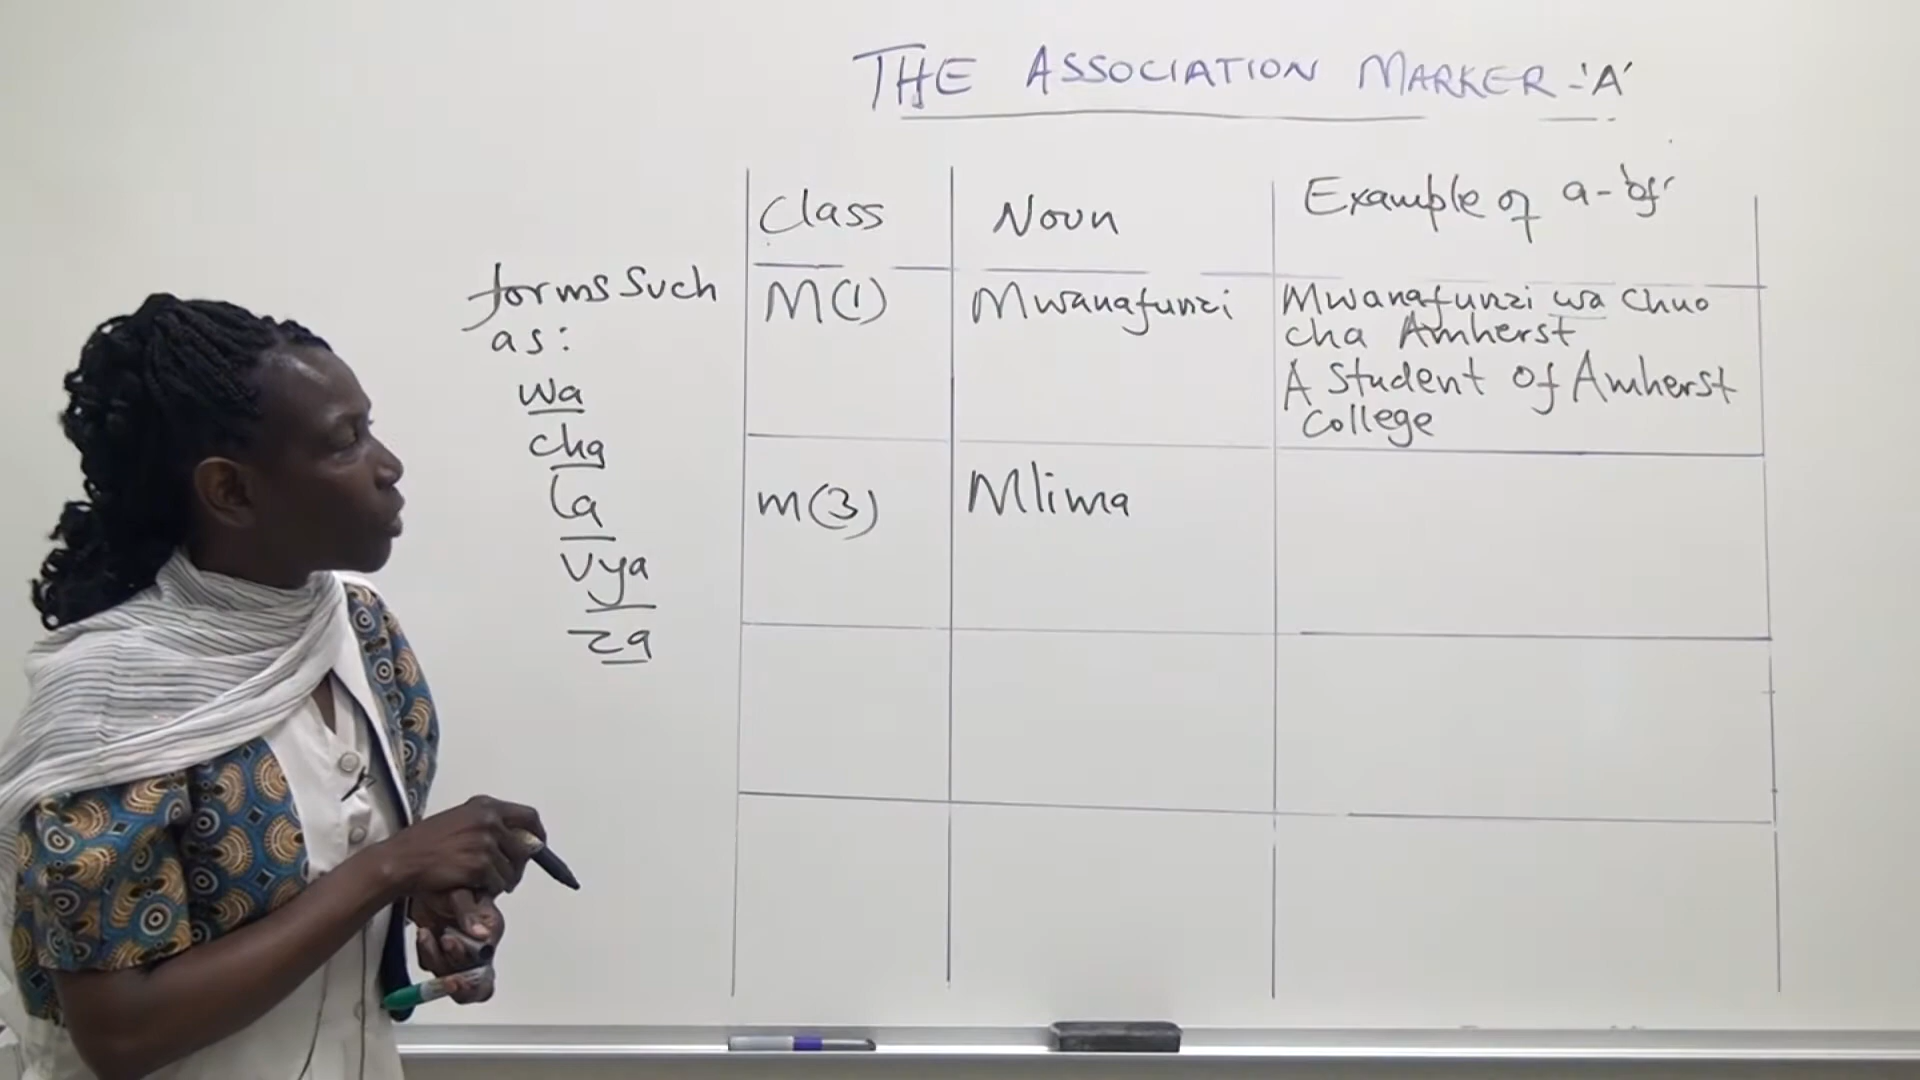 THE ASSOCIATION MARKER -'A'
forms such
as:
wa
cha
la
vya
za
Class
Noun
Example of a- 'of'
M(1)
Mwanafunzi
Mwanafunzi wa Chuo
cha Amherst
A Student of Amherst
College
m(3)
Mlima